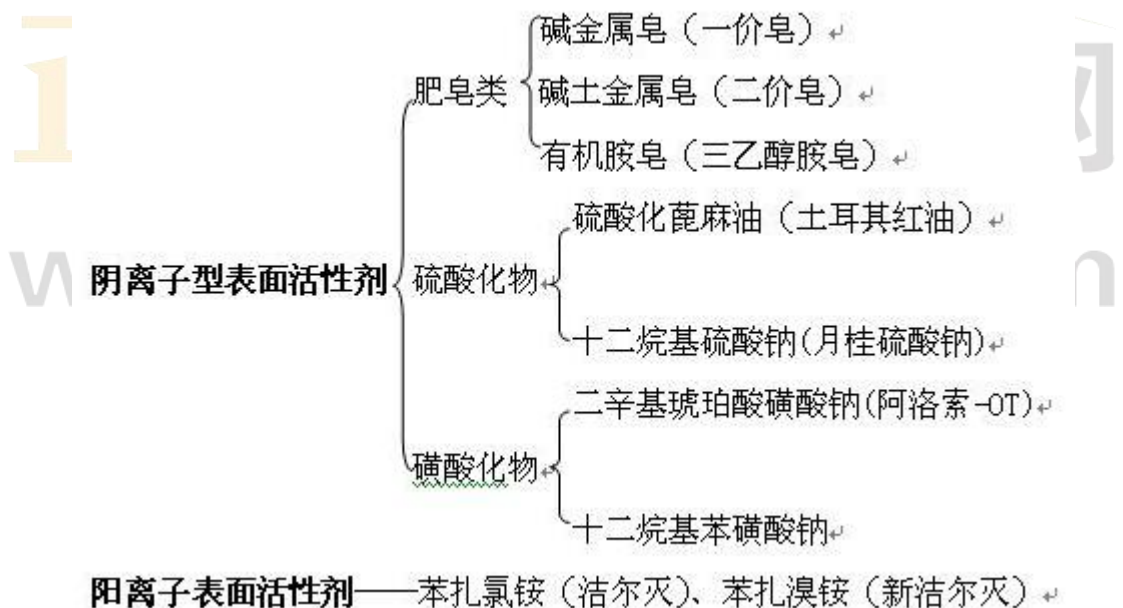 碱金属皂（一价皂）
肥皂类
碱土金属皂（二价皂）
有机胺皂（三乙醇胺皂）
硫酸化蓖麻油（土耳其红油）
阴离子型表面活性剂
硫酸化物
十二烷基硫酸钠(月桂硫酸钠)
二辛基琥珀酸磺酸钠(阿洛索-OT)
磺酸化物
十二烷基苯磺酸钠
阳离子表面活性剂——苯扎氯铵（洁尔灭）、苯扎溴铵（新洁尔灭）